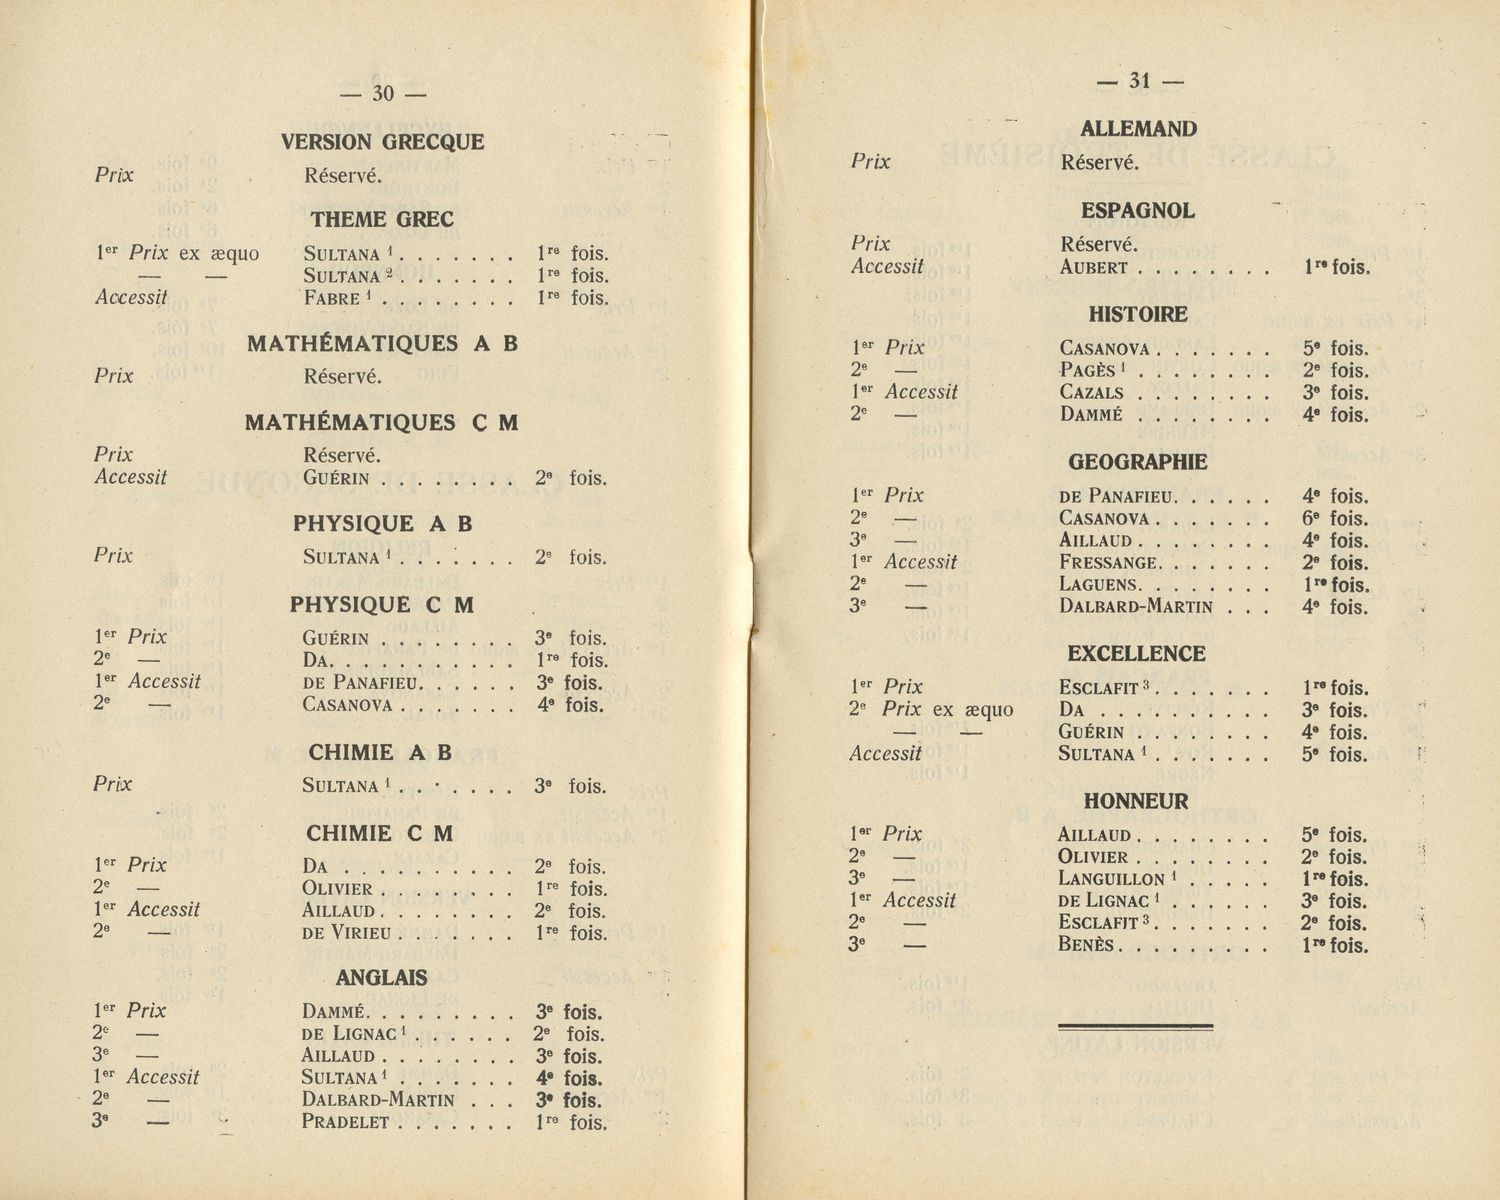 — 30 —
VERSION GRECQUE
Prix Réservé.
THEME GREC
1er Prix ex æquo SULTANA 1 . . . . . . . 1re fois.
— — SULTANA 2 . . . . . . . 1re fois.
Accessit FABRE 1 . . . . . . . . 1re fois.
MATHÉMATIQUES A B
Prix Réservé.
MATHÉMATIQUES C M
Prix Réservé.
Accessit GUÉRIN . . . . . . . . 2e fois.
PHYSIQUE A B
Prix SULTANA 1 . . . . . . . 2e fois.
PHYSIQUE C M
1er Prix GUÉRIN . . . . . . . . 3e fois.
2e — DA. . . . . . . . . . . 1re fois.
1er Accessit DE PANAFIEU. . . . . . 3e fois.
2e — CASANOVA . . . . . . . 4e fois.
CHIMIE A B
Prix SULTANA 1 . . . . . . . 3e fois.
CHIMIE C M
1er Prix DA . . . . . . . . . . 2e fois.
2e — OLIVIER . . . . . . . . 1re fois.
1er Accessit AILLAUD . . . . . . . . 2e fois.
2e — DE VIRIEU . . . . . . . 1re fois.
ANGLAIS
1er Prix DAMMÉ. . . . . . . . . 3e fois.
2e — DE LIGNAC 1 . . . . . . 2e fois.
3e — AILLAUD . . . . . . . . 3e fois.
1er Accessit SULTANA 1 . . . . . . . 4e fois.
2e — DALBARD-MARTIN . . . 3e fois.
3e — PRADELET . . . . . . . 1re fois.
— 31 —
ALLEMAND
Prix Réservé.
ESPAGNOL
Prix Réservé.
Accessit AUBERT . . . . . . . . 1re fois.
HISTOIRE
1er Prix CASANOVA . . . . . . . 5e fois.
2e — PAGÈS 1 . . . . . . . . 2e fois.
1er Accessit CAZALS . . . . . . . . 3e fois.
2e — DAMMÉ . . . . . . . . 4e fois.
GEOGRAPHIE
1er Prix DE PANAFIEU. . . . . . 4e fois.
2e — CASANOVA . . . . . . . 6e fois.
3e — AILLAUD . . . . . . . . 4e fois.
1er Accessit FRESSANGE. . . . . . . 2e fois.
2e — LAGUENS. . . . . . . . 1re fois.
3e — DALBARD-MARTIN . . . 4e fois.
EXCELLENCE
1er Prix ESCLAFIT 3 . . . . . . . 1re fois.
2e Prix ex æquo DA . . . . . . . . . . 3e fois.
— — GUÉRIN . . . . . . . . 4e fois.
Accessit SULTANA 1 . . . . . . . 5e fois.
HONNEUR
1er Prix AILLAUD . . . . . . . . 5e fois.
2e — OLIVIER . . . . . . . . 2e fois.
3e — LANGUILLON 1 . . . . . 1re fois.
1er Accessit DE LIGNAC 1 . . . . . . 3e fois.
2e — ESCLAFIT 3 . . . . . . . 2e fois.
3e — BENÈS . . . . . . . . . 1re fois.